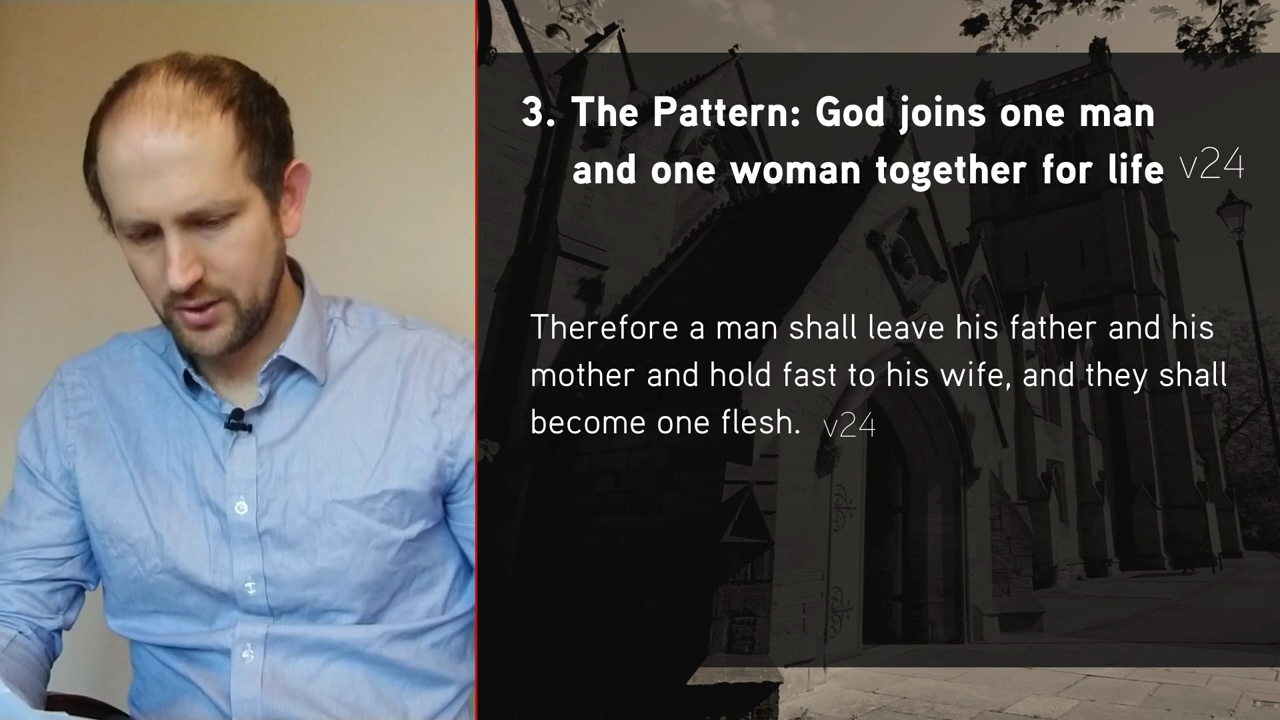 3. The Pattern: God joins one man
and one woman together for life v24
Therefore a man shall leave his father and his
mother and hold fast to his wife, and they shall
become one flesh. v24